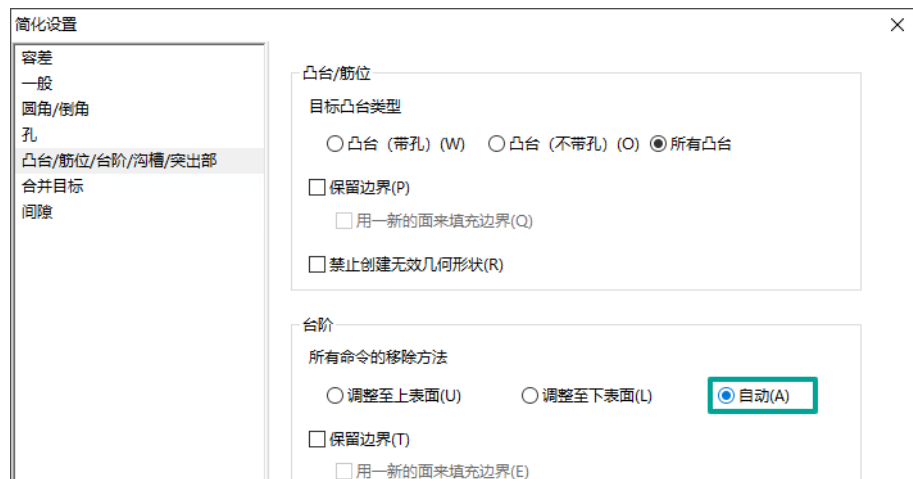 简化设置
容差
一般
圆角/倒角
孔
凸台/筋位/台阶/沟槽/突出部
合并目标
间隙
凸台/筋位
目标凸台类型
凸台（带孔）(W) 凸台（不带孔）(O) 所有凸台
保留边界(P)
用一新的面来填充边界(Q)
禁止创建无效几何形状(R)
台阶
所有命令的移除方法
调整至上表面(U) 调整至下表面(L) 自动(A)
保留边界(T)
用一新的面来填充边界(E)